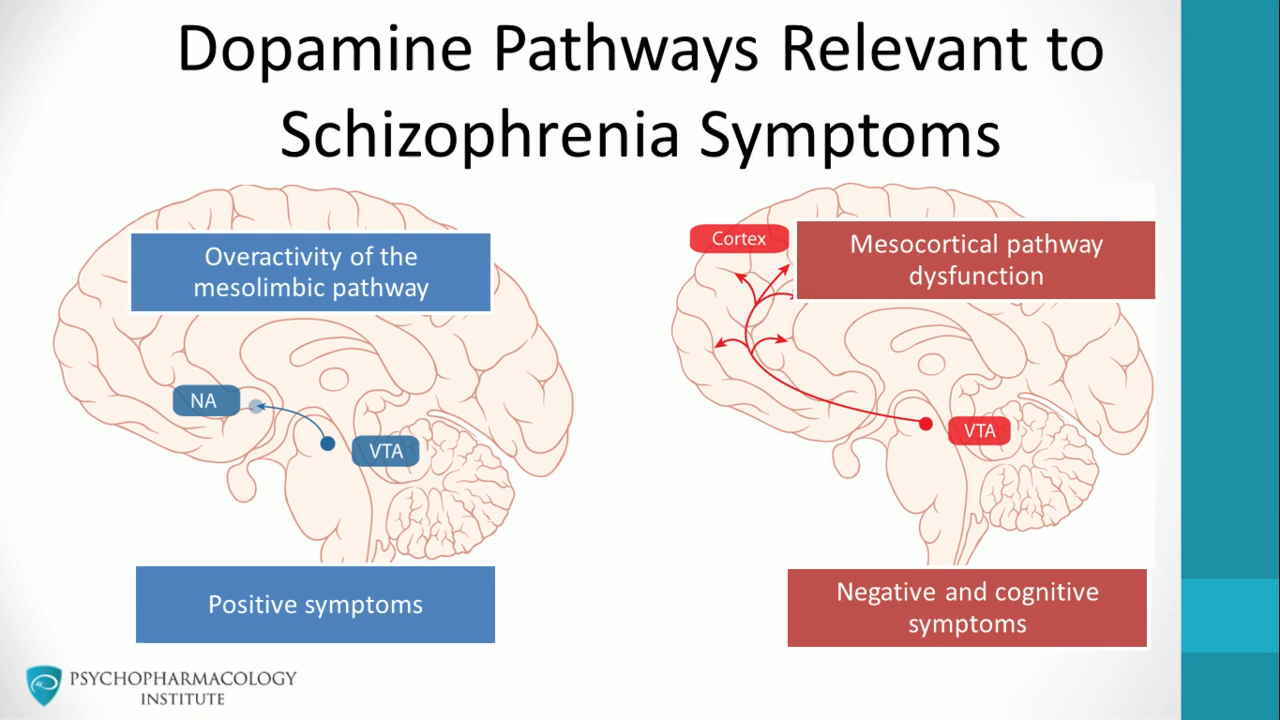 Dopamine Pathways Relevant to
Schizophrenia Symptoms
Overactivity of the
mesolimbic pathway
NA
VTA
Positive symptoms
Cortex
Mesocortical pathway
dysfunction
VTA
Negative and cognitive
symptoms
PSYCHOPHARMACOLOGY
INSTITUTE